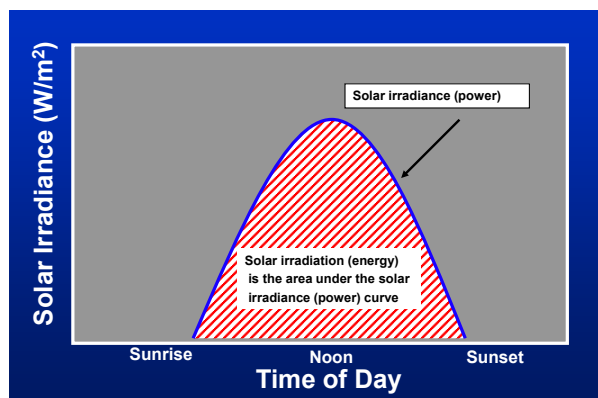 Solar Irradiance (W/m²)
Solar irradiance (power)
Solar irradiation (energy)
is the area under the solar
irradiance (power) curve
Sunrise
Noon
Sunset
Time of Day